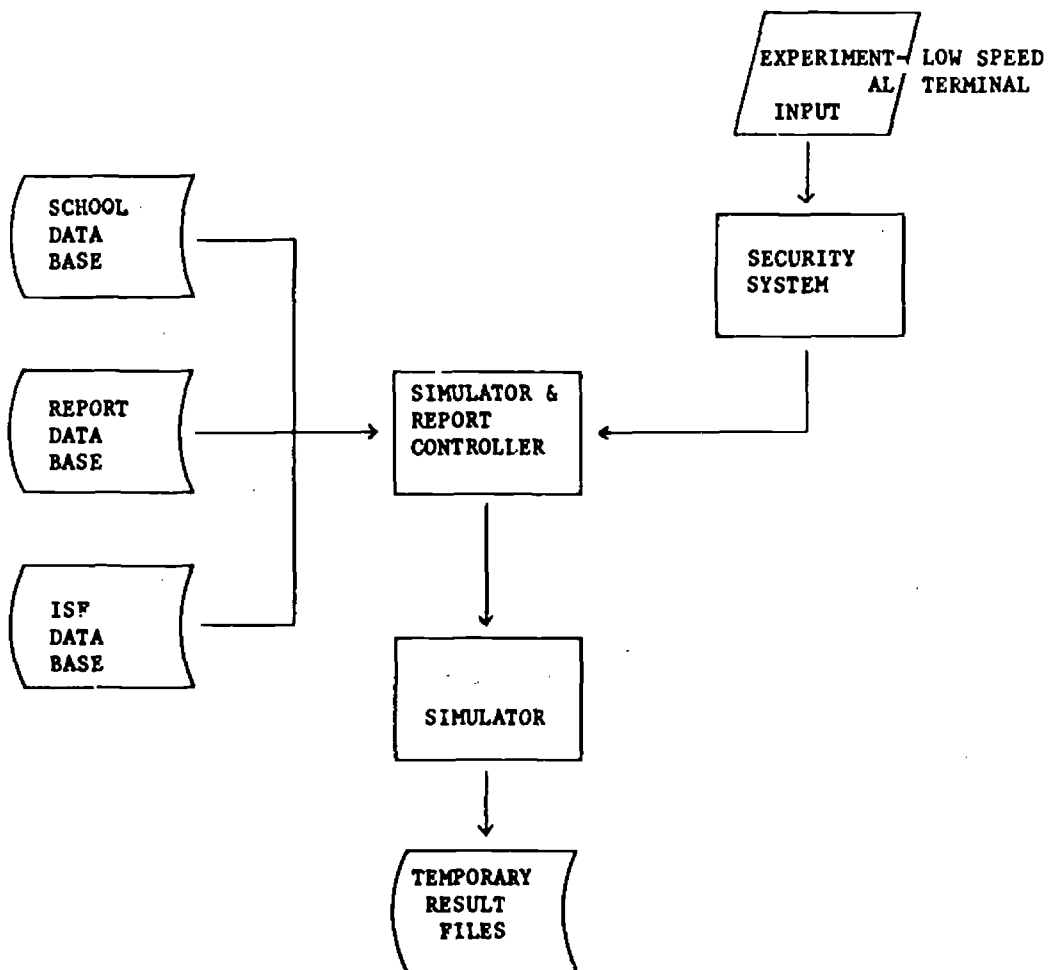 EXPERIMENT- LOW SPEED
AL TERMINAL
INPUT
SCHOOL
DATA
BASE
SECURITY
SYSTEM
REPORT
DATA
BASE
SIMULATOR &
REPORT
CONTROLLER
ISF
DATA
BASE
SIMULATOR
TEMPORARY
RESULT
FILES